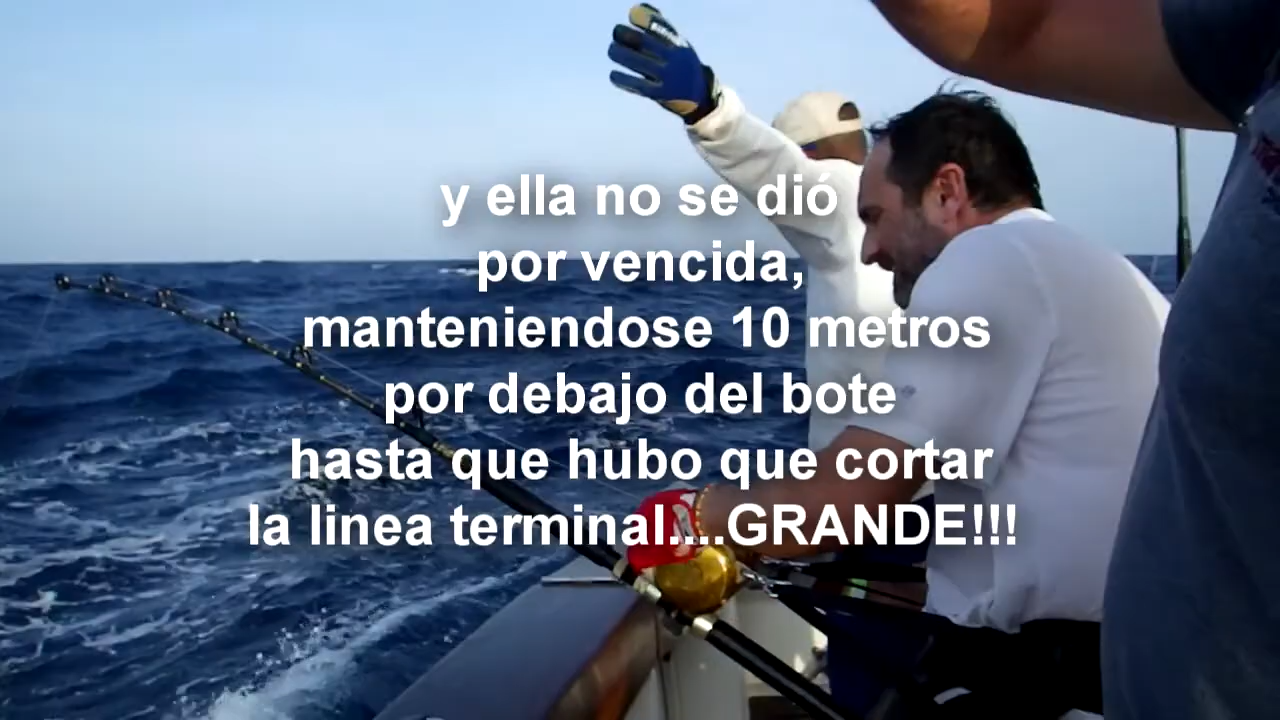 y ella no se dió
por vencida,
manteniendose 10 metros
por debajo del bote
hasta que hubo que cortar
la linea terminal....GRANDE!!!